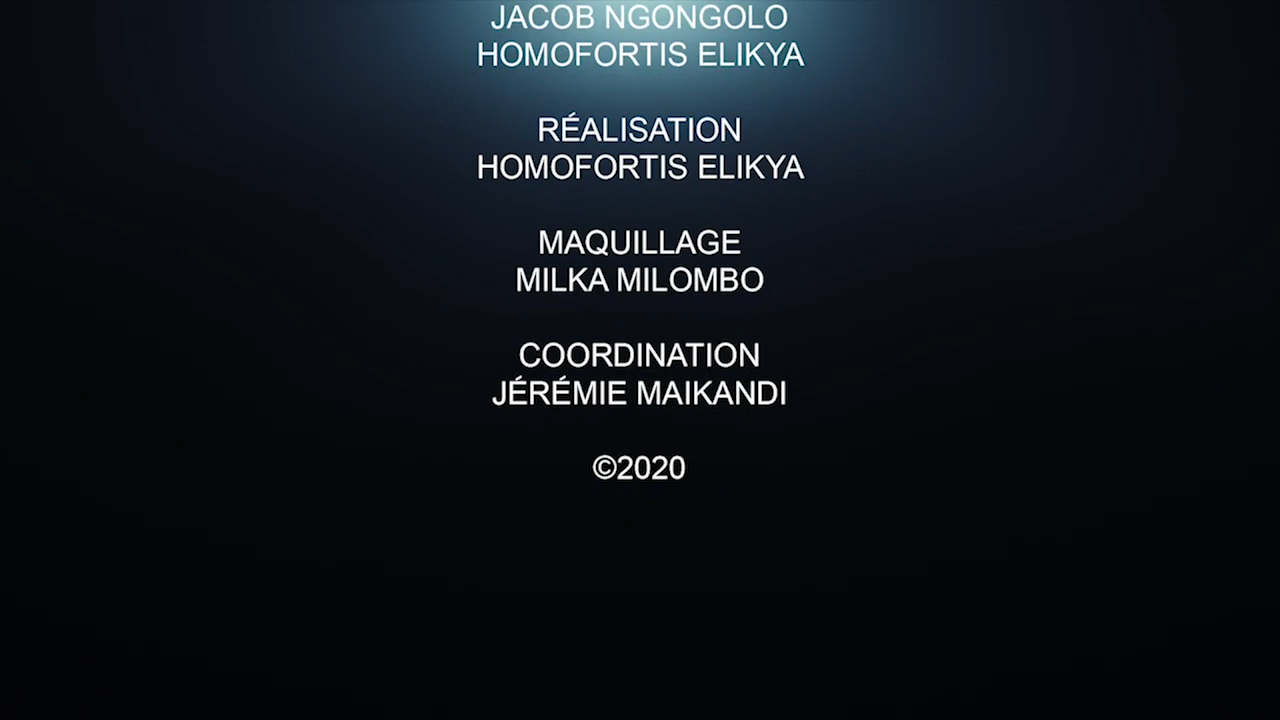 JACOB NGONGOLO
HOMOFORTIS ELIKYA
RÉALISATION
HOMOFORTIS ELIKYA
MAQUILLAGE
MILKA MILOMBO
COORDINATION
JÉRÉMIE MAIKANDI
©2020